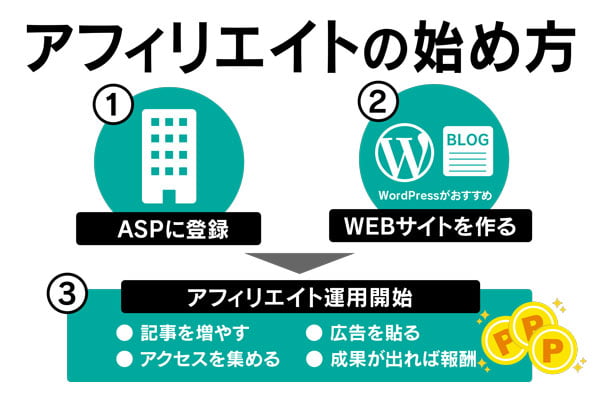 アフィリエイトの始め方
①
ASPに登録
②
W
BLOG
WordPressがおすすめ
WEBサイトを作る
③
アフィリエイト運用開始
● 記事を増やす
● 広告を貼る
● アクセスを集める
● 成果が出れば報酬
P
P
P